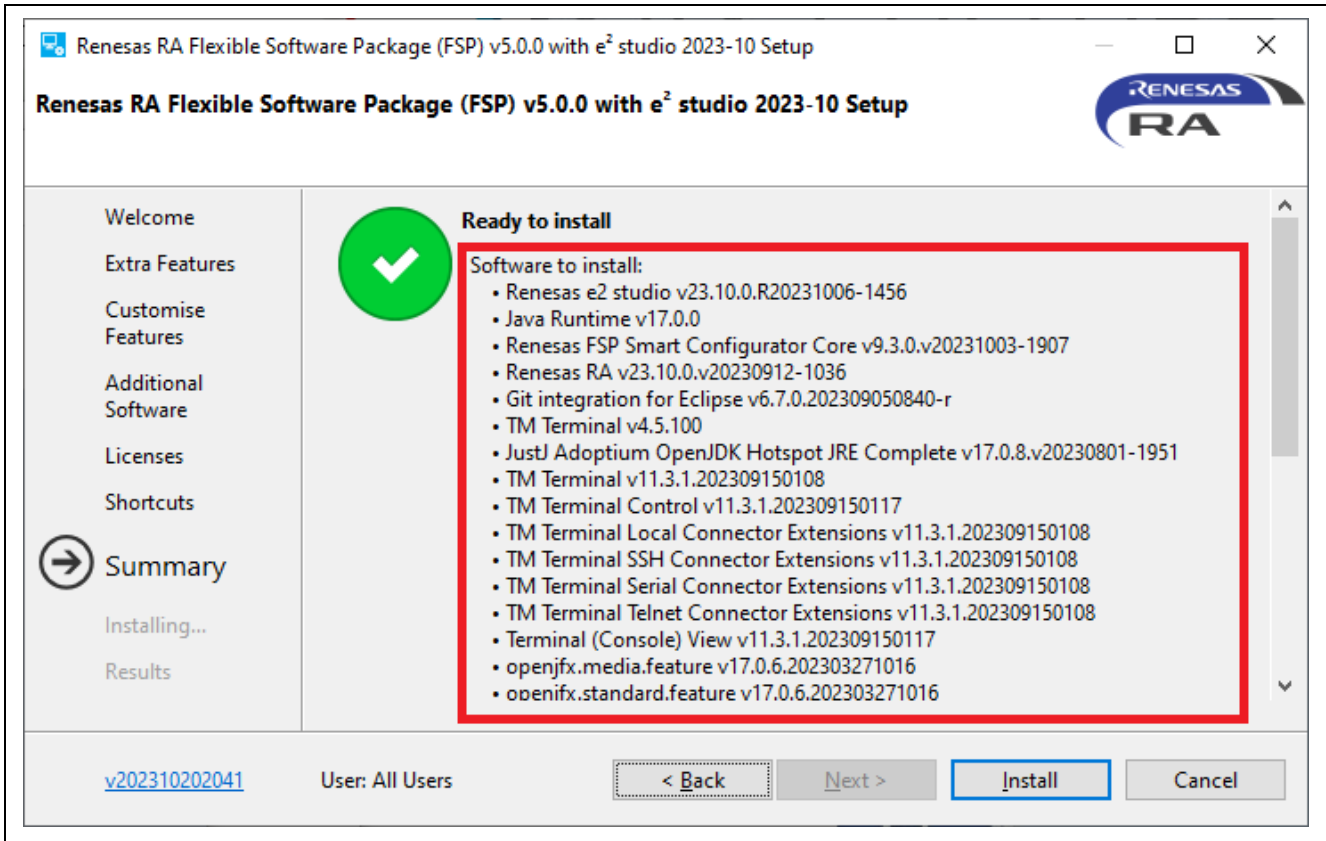 Renesas RA Flexible Software Package (FSP) v5.0.0 with e² studio 2023-10 Setup
Renesas RA Flexible Software Package (FSP) v5.0.0 with e² studio 2023-10 Setup
RENESAS
RA
Welcome
Extra Features
Customise
Features
Additional
Software
Licenses
Shortcuts
Summary
Installing...
Results
Ready to install
Software to install:
• Renesas e2 studio v23.10.0.R20231006-1456
• Java Runtime v17.0.0
• Renesas FSP Smart Configurator Core v9.3.0.v20231003-1907
• Renesas RA v23.10.0.v20230912-1036
• Git integration for Eclipse v6.7.0.202309050840-r
• TM Terminal v4.5.100
• JustJ Adoptium OpenJDK Hotspot JRE Complete v17.0.8.v20230801-1951
• TM Terminal v11.3.1.202309150108
• TM Terminal Control v11.3.1.202309150117
• TM Terminal Local Connector Extensions v11.3.1.202309150108
• TM Terminal SSH Connector Extensions v11.3.1.202309150108
• TM Terminal Serial Connector Extensions v11.3.1.202309150108
• TM Terminal Telnet Connector Extensions v11.3.1.202309150108
• Terminal (Console) View v11.3.1.202309150117
• openjfx.media.feature v17.0.6.202303271016
• openjfx.standard.feature v17.0.6.202303271016
v202310202041
User: All Users
< Back
Next >
Install
Cancel